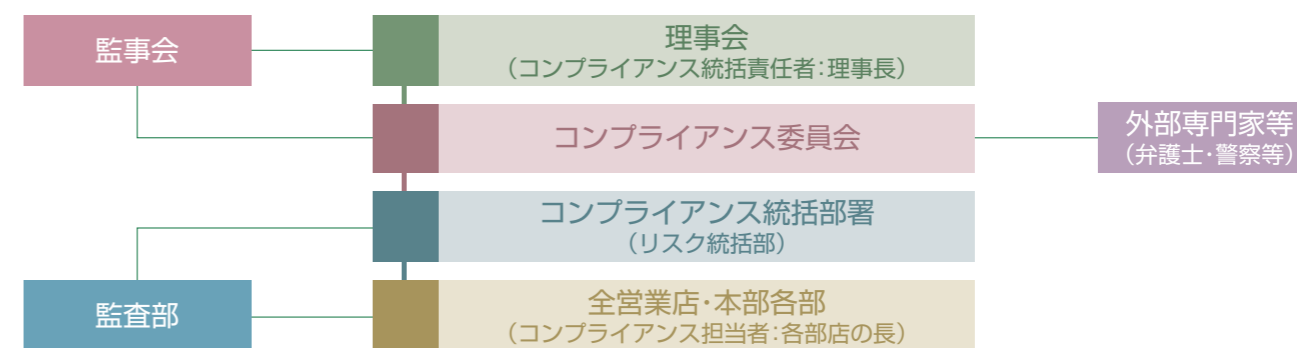 監事会
理事会
(コンプライアンス統括責任者:理事長)
コンプライアンス委員会
外部専門家等
(弁護士・警察等)
コンプライアンス統括部署
(リスク統括部)
監査部
全営業店・本部各部
(コンプライアンス担当者:各部店の長)